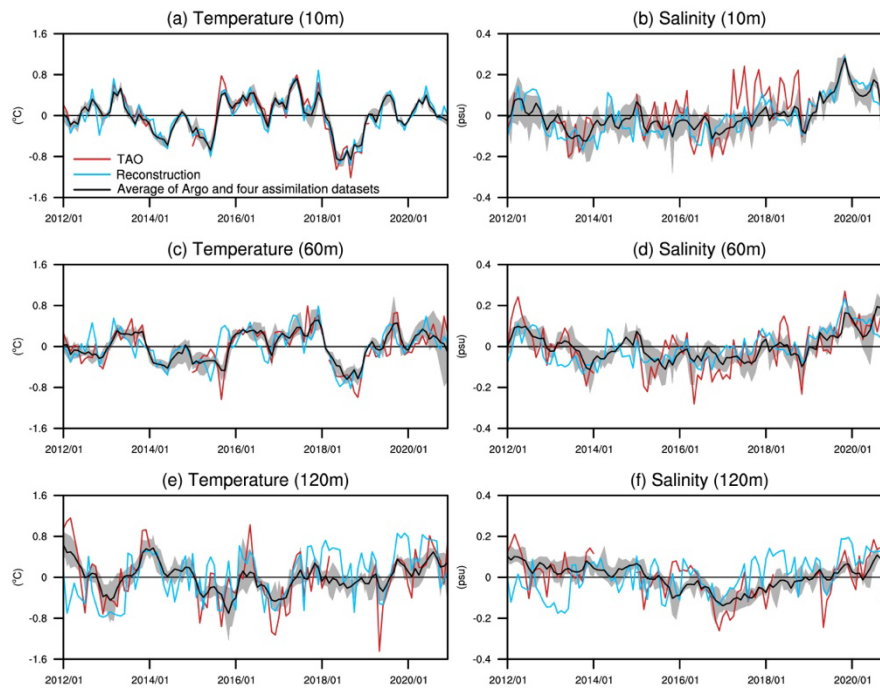 (a) Temperature (10m)
(b) Salinity (10m)
1.6
0.8
0
-0.8
-1.6
(°C)
TAO
Reconstruction
Average of Argo and four assimilation datasets
2012/01 2014/01 2016/01 2018/01 2020/01
0.4
0.2
0
-0.2
-0.4
(psu)
2012/01 2014/01 2016/01 2018/01 2020/01
(c) Temperature (60m)
(d) Salinity (60m)
1.6
0.8
0
-0.8
-1.6
(°C)
2012/01 2014/01 2016/01 2018/01 2020/01
0.4
0.2
0
-0.2
-0.4
(psu)
2012/01 2014/01 2016/01 2018/01 2020/01
(e) Temperature (120m)
(f) Salinity (120m)
1.6
0.8
0
-0.8
-1.6
(°C)
2012/01 2014/01 2016/01 2018/01 2020/01
0.4
0.2
0
-0.2
-0.4
(psu)
2012/01 2014/01 2016/01 2018/01 2020/01